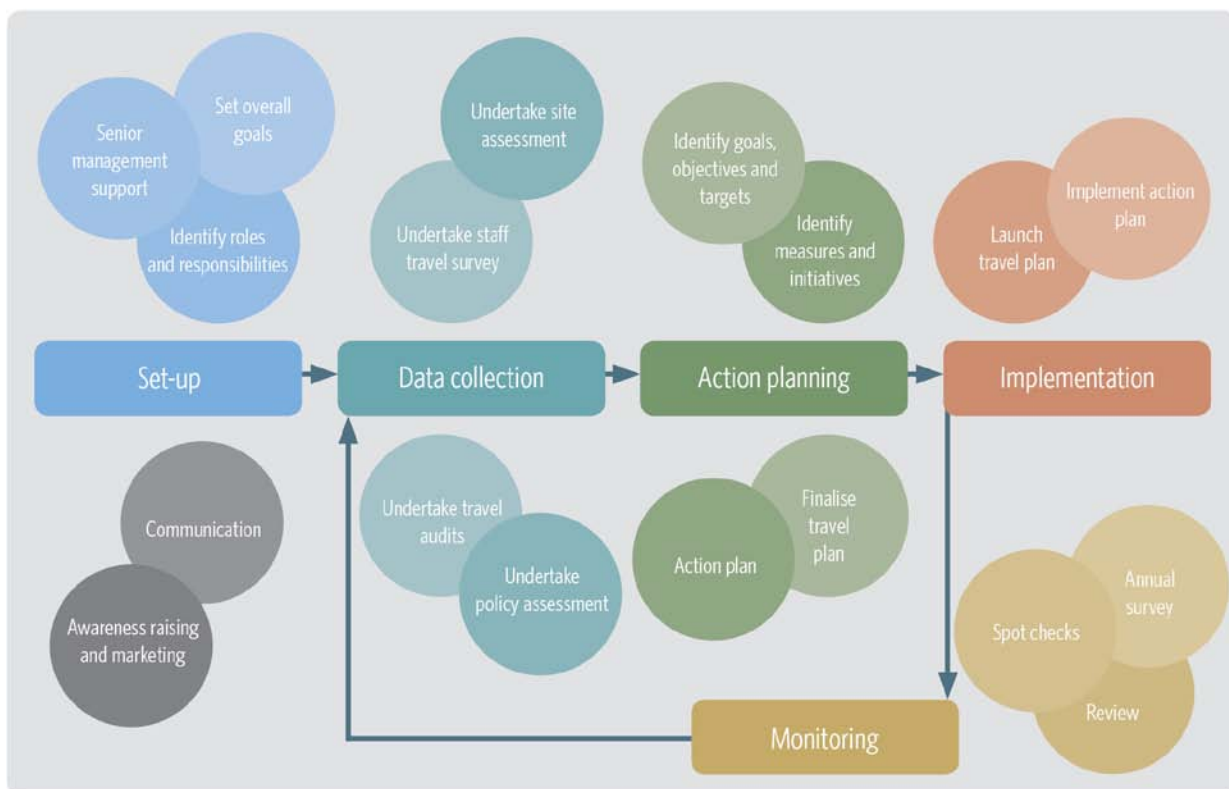 Set overall
goals
Senior
management
support
Identify roles
and responsibilities
Undertake site
assessment
Undertake staff
travel survey
Identify goals,
objectives and
targets
Identify
measures and
initiatives
Implement action
plan
Launch
travel plan
Set-up
Data collection
Action planning
Implementation
Communication
Awareness raising
and marketing
Undertake travel
audits
Undertake
policy assessment
Finalise
travel
plan
Action plan
Annual
survey
Spot checks
Review
Monitoring